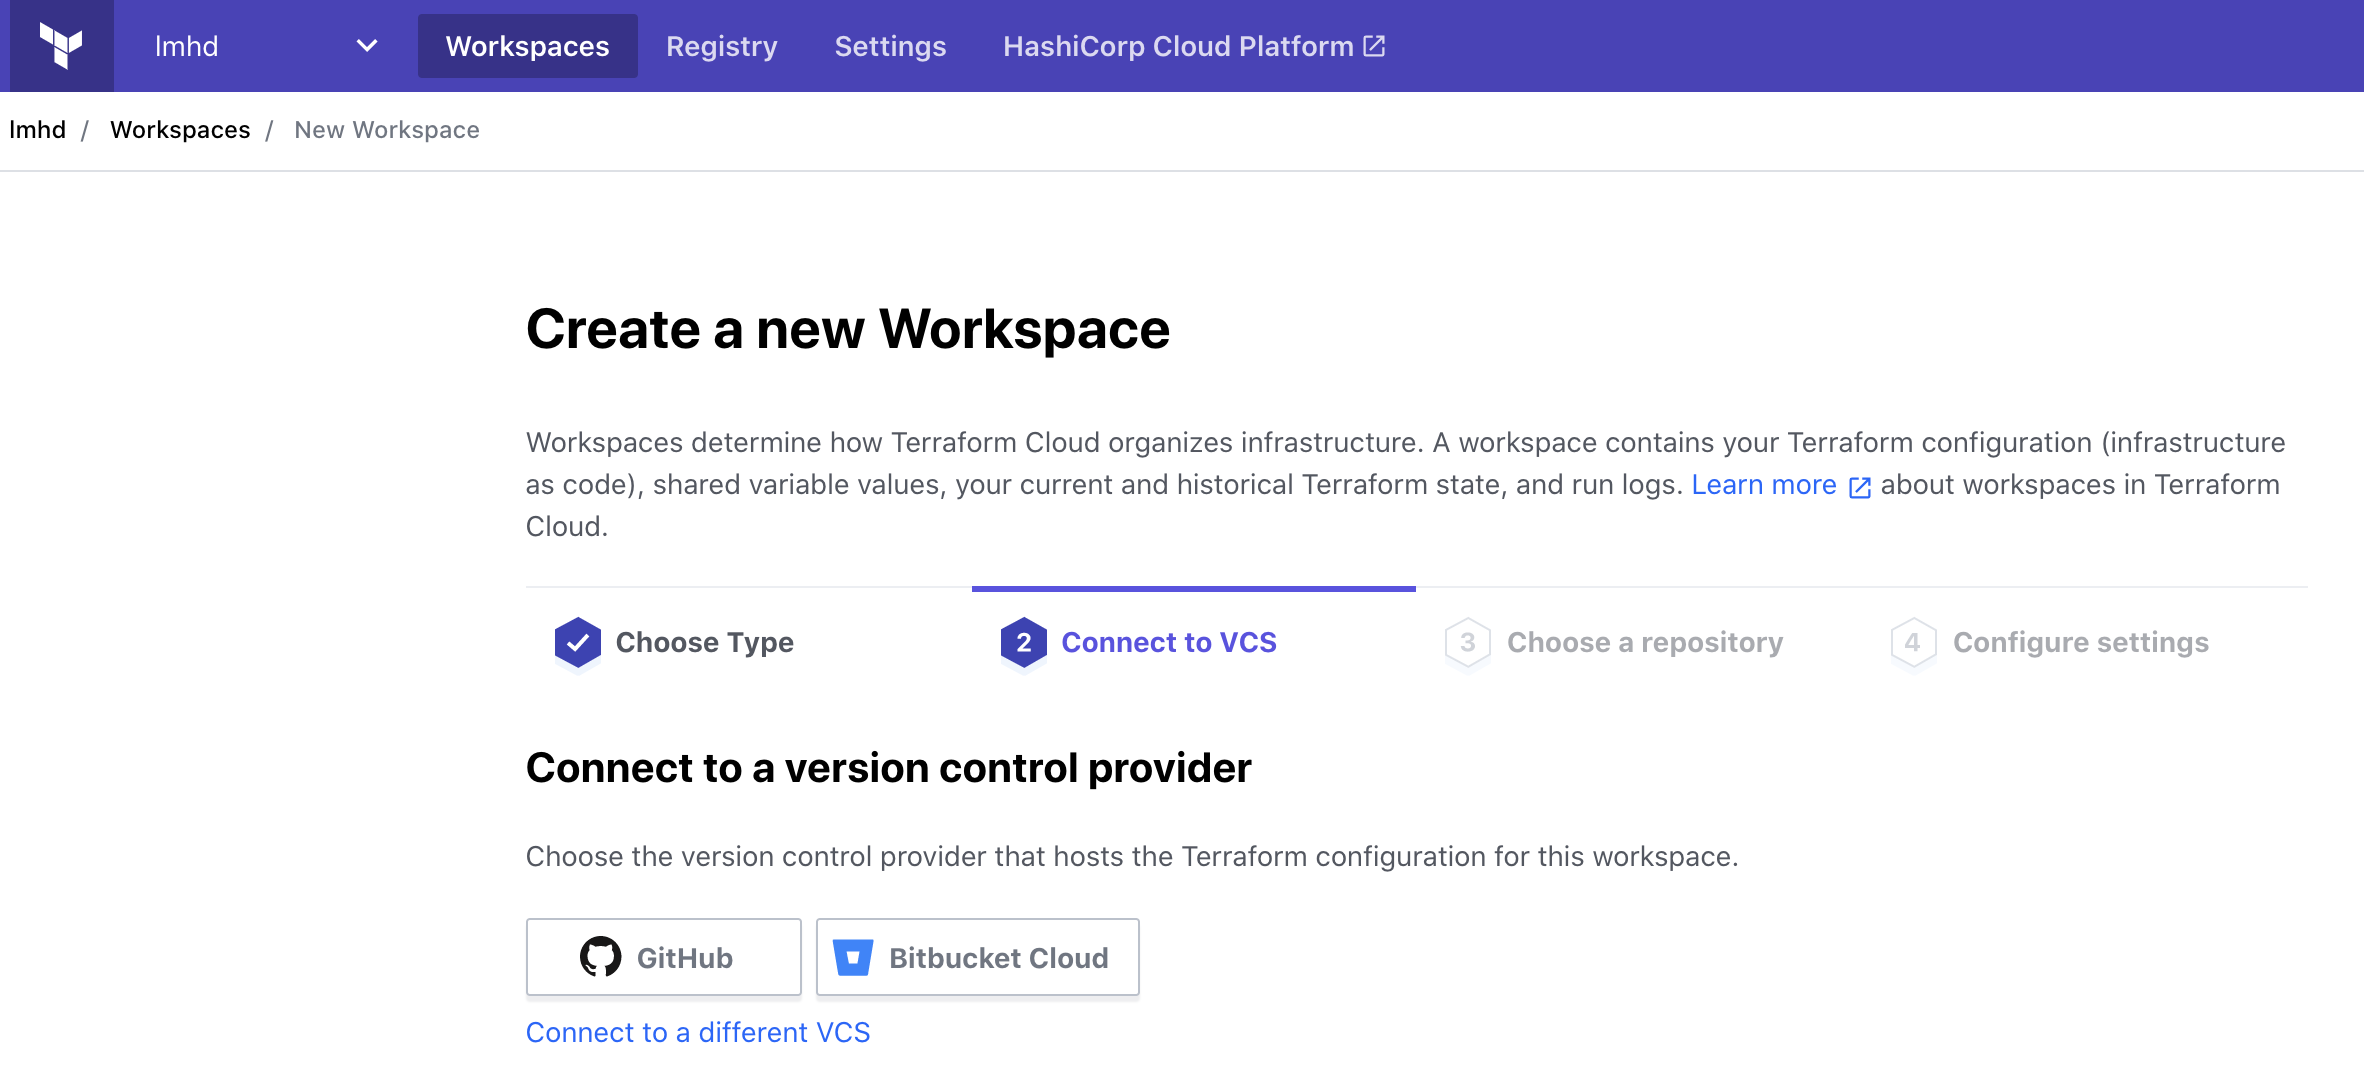 lmhd
Workspaces
Registry
Settings
HashiCorp Cloud Platform
lmhd / Workspaces / New Workspace
Create a new Workspace
Workspaces determine how Terraform Cloud organizes infrastructure. A workspace contains your Terraform configuration (infrastructure
as code), shared variable values, your current and historical Terraform state, and run logs. Learn more about workspaces in Terraform
Cloud.
Choose Type
2 Connect to VCS
3 Choose a repository
4 Configure settings
Connect to a version control provider
Choose the version control provider that hosts the Terraform configuration for this workspace.
GitHub
Bitbucket Cloud
Connect to a different VCS